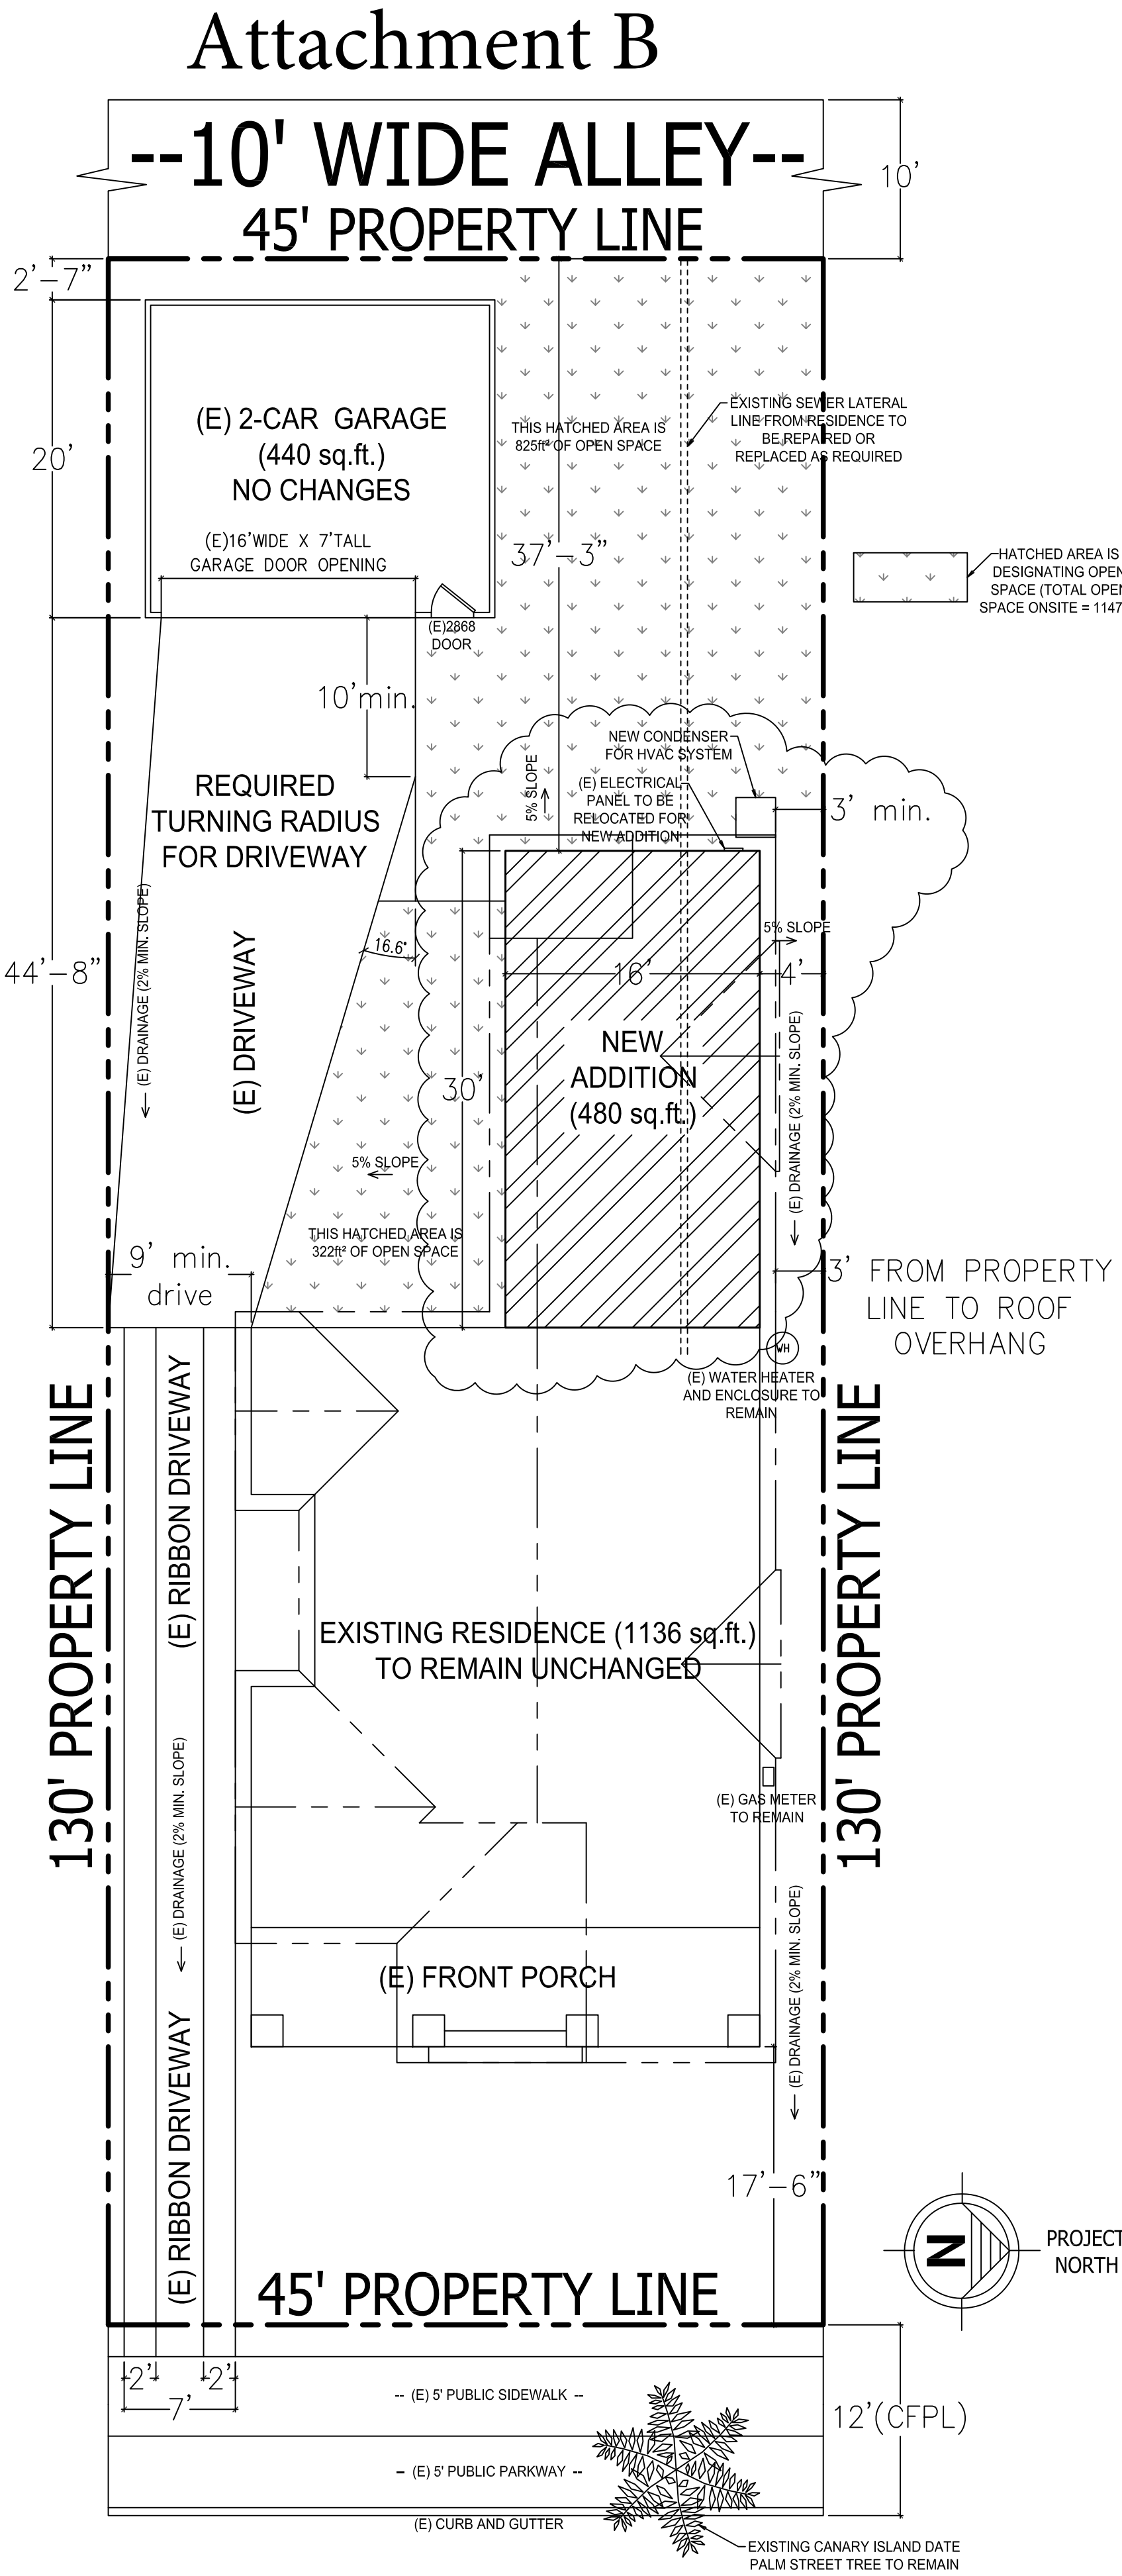 Attachment B
--10' WIDE ALLEY--
10'
45' PROPERTY LINE
2'-7"
(E) 2-CAR GARAGE
(440 sq.ft.)
NO CHANGES
20'
(E)16'WIDE X 7'TALL
GARAGE DOOR OPENING
THIS HATCHED AREA IS
825ft² OF OPEN SPACE
EXISTING SEWER LATERAL
LINE FROM RESIDENCE TO
BE REPAIRED OR
REPLACED AS REQUIRED
37'-3"
HATCHED AREA IS
DESIGNATING OPEN
SPACE (TOTAL OPEN
SPACE ONSITE = 1147
(E)2868
DOOR
10'min.
REQUIRED
TURNING RADIUS
FOR DRIVEWAY
NEW CONDENSER
FOR HVAC SYSTEM
(E) ELECTRICAL
PANEL TO BE
RELOCATED FOR
NEW ADDITION
5% SLOPE
3' min.
5% SLOPE
(E) DRAINAGE (2% MIN. SLOPE)
(E) DRIVEWAY
16.6°
44'-8"
16'
4'
NEW
ADDITION
(480 sq.ft.)
30'
(E) DRAINAGE (2% MIN. SLOPE)
5% SLOPE
THIS HATCHED AREA IS
322ft² OF OPEN SPACE
9' min.
drive
3' FROM PROPERTY
LINE TO ROOF
OVERHANG
WH
(E) WATER HEATER
AND ENCLOSURE TO
REMAIN
130' PROPERTY LINE
(E) RIBBON DRIVEWAY
130' PROPERTY LINE
EXISTING RESIDENCE (1136 sq.ft.)
TO REMAIN UNCHANGED
(E) DRAINAGE (2% MIN. SLOPE)
(E) GAS METER
TO REMAIN
(E) FRONT PORCH
(E) DRAINAGE (2% MIN. SLOPE)
(E) RIBBON DRIVEWAY
17'-6"
N
PROJECT
NORTH
45' PROPERTY LINE
2'
2'
7'
-- (E) 5' PUBLIC SIDEWALK --
12'(CFPL)
-- (E) 5' PUBLIC PARKWAY --
(E) CURB AND GUTTER
EXISTING CANARY ISLAND DATE
PALM STREET TREE TO REMAIN